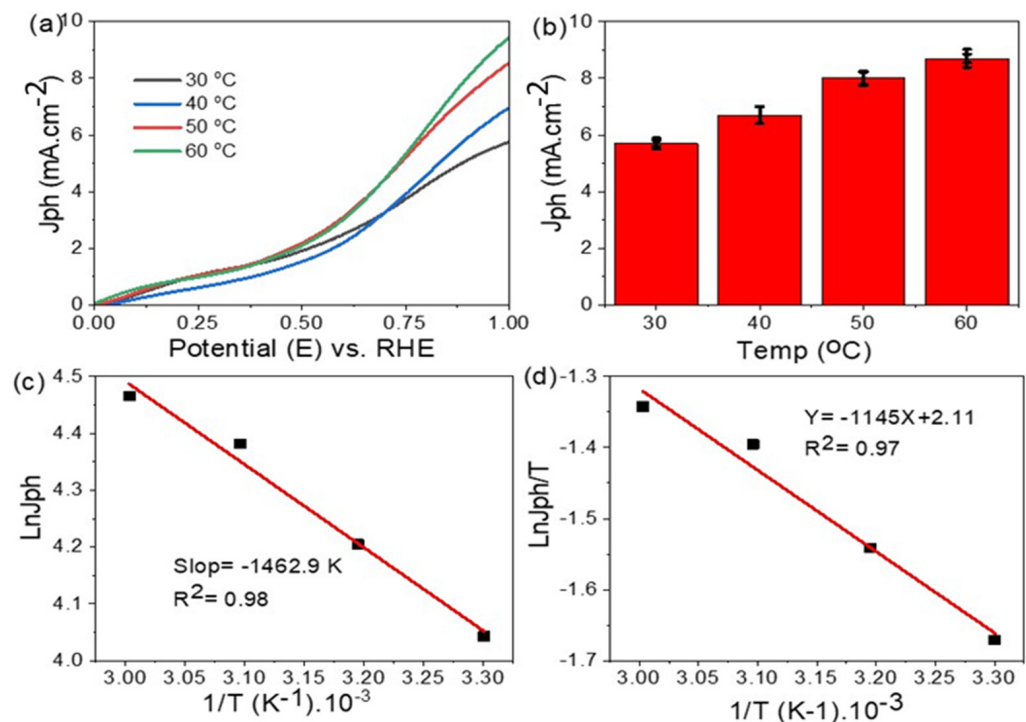 (a)
10
8
6
4
2
0
Jph (mA.cm-2)
30 ºC
40 ºC
50 ºC
60 ºC
0.00 0.25 0.50 0.75 1.00
Potential (E) vs. RHE
(b)
10
8
6
4
2
0
Jph (mA.cm-2)
30 40 50 60
Temp (ºC)
(c)
4.5
4.4
4.3
4.2
4.1
4.0
LnJph
Slop= -1462.9 K
R2= 0.98
3.00 3.05 3.10 3.15 3.20 3.25 3.30
1/T (K-1).10-3
(d)
-1.3
-1.4
-1.5
-1.6
-1.7
LnJph/T
Y= -1145X+2.11
R2= 0.97
3.00 3.05 3.10 3.15 3.20 3.25 3.30
1/T (K-1).10-3